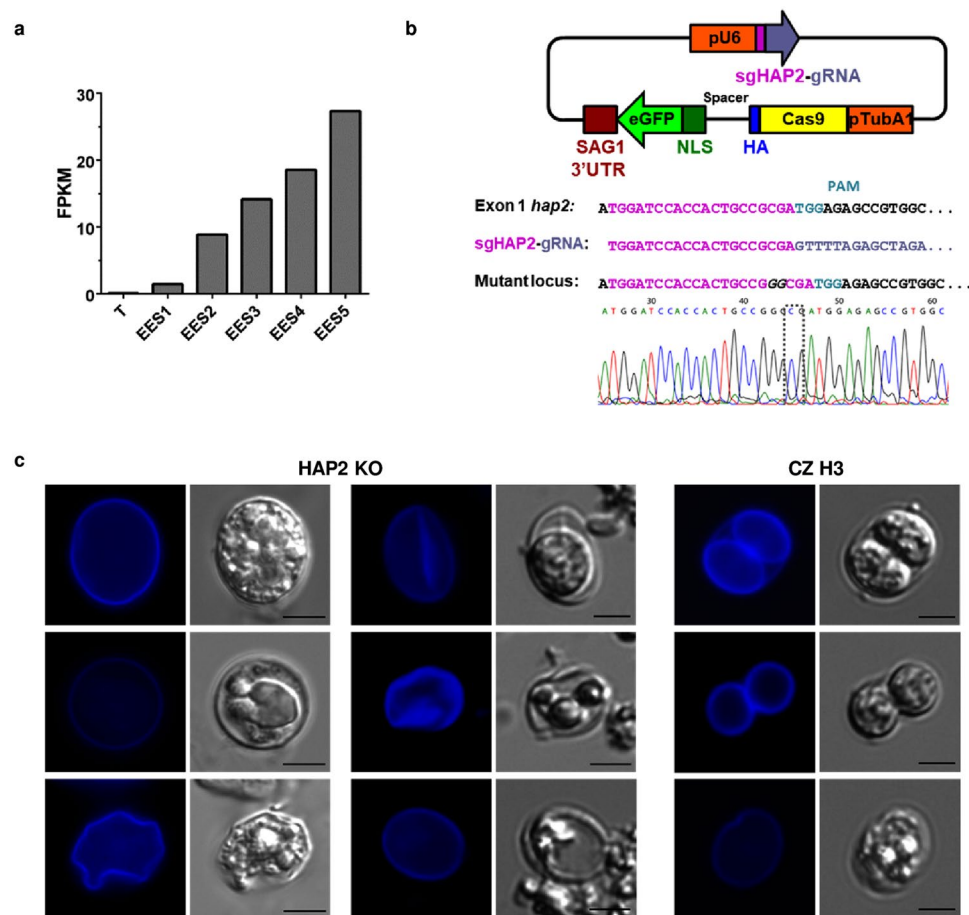 a
FPKM
30
20
10
0
T
EES1
EES2
EES3
EES4
EES5
b
pU6
sgHAP2-gRNA
Spacer
eGFP
Cas9
pTubA1
SAG1
3'UTR
NLS
HA
PAM
Exon 1 hap2: ATGGATCCACCACTGCCGCGATGGAGAGCCGTGGC...
sgHAP2-gRNA: TGGATCCACCACTGCCGCGAGTTTTAGAGCTAGA...
Mutant locus: ATGGATCCACCACTGCCGGGCGATGGAGAGCCGTGGC...
30 40 50 60
ATGGATCCACCACTGCCGGGCGATGGAGAGCCGTGGC
c
HAP2 KO
CZ H3